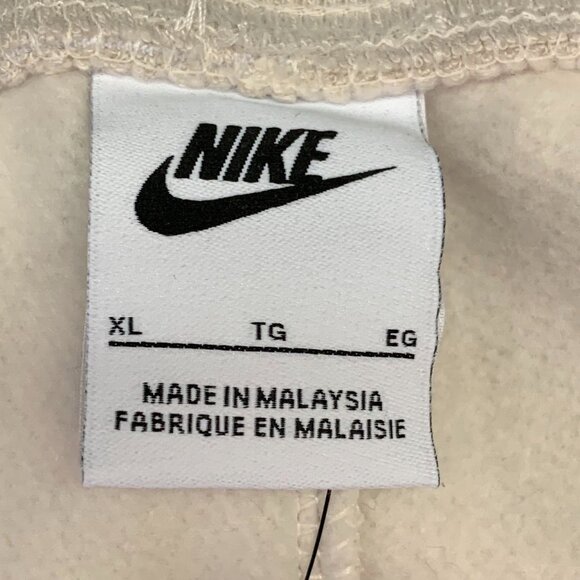 NIKE
XL TG EG
MADE IN MALAYSIA
FABRIQUE EN MALAISIE